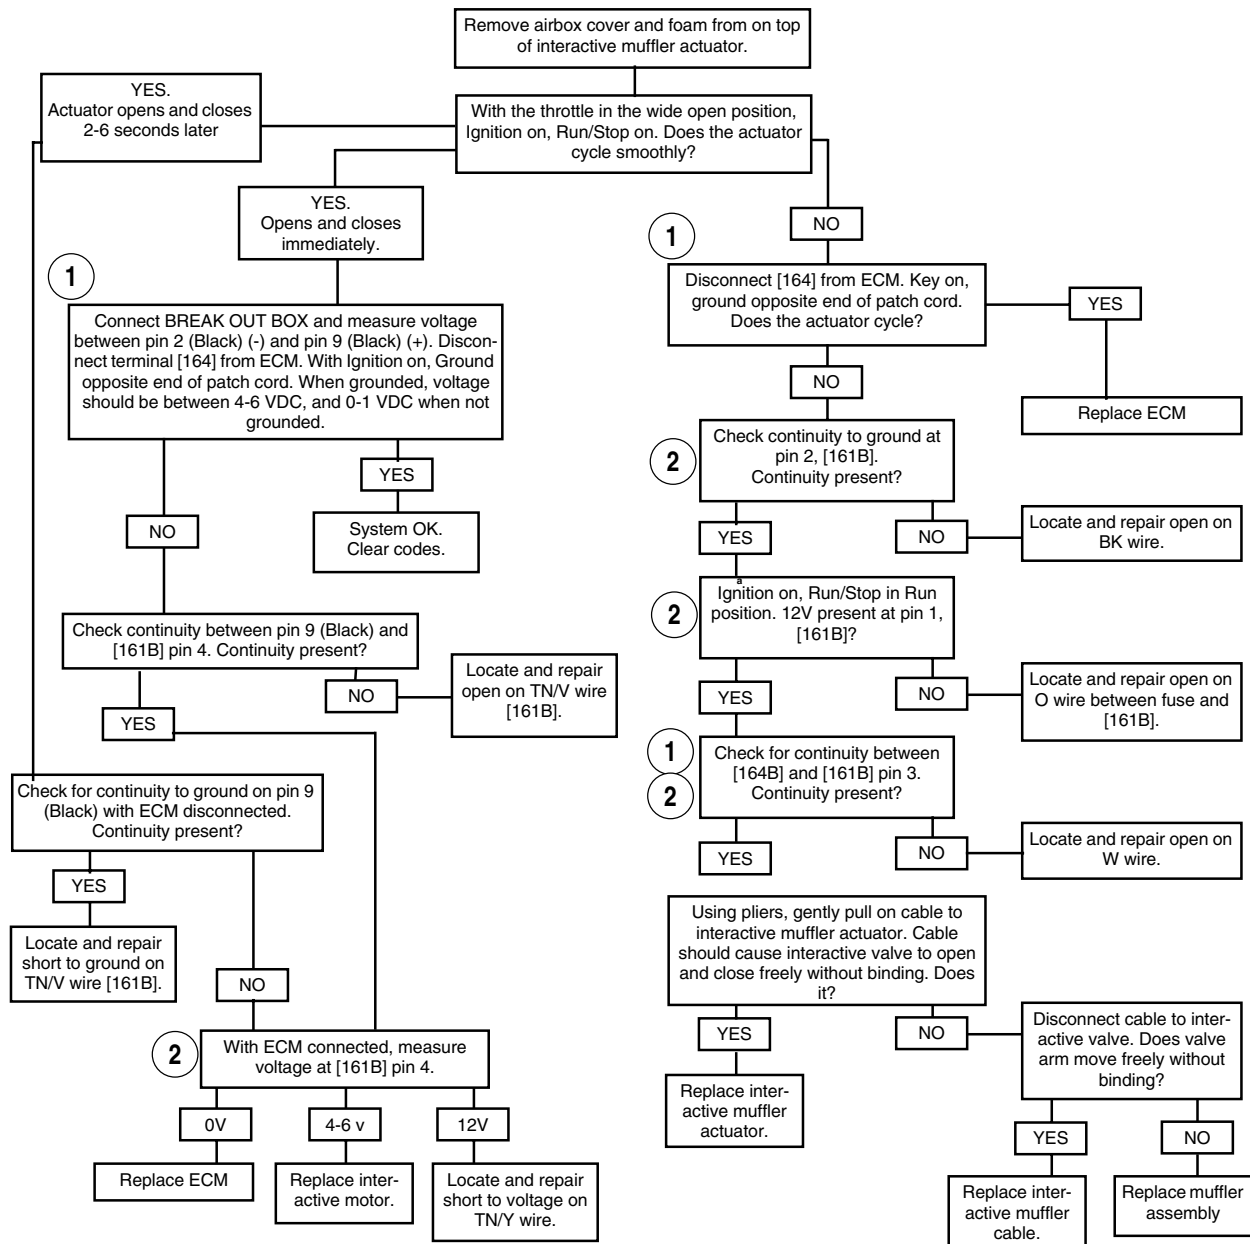 Remove airbox cover and foam from on top
of interactive muffler actuator.
YES.
Actuator opens and closes
2-6 seconds later
With the throttle in the wide open position,
Ignition on, Run/Stop on. Does the actuator
cycle smoothly?
YES.
Opens and closes
immediately.
NO
1
1
Disconnect [164] from ECM. Key on,
ground opposite end of patch cord.
Does the actuator cycle?
YES
Connect BREAK OUT BOX and measure voltage
between pin 2 (Black) (-) and pin 9 (Black) (+). Discon-
nect terminal [164] from ECM. With Ignition on, Ground
opposite end of patch cord. When grounded, voltage
should be between 4-6 VDC, and 0-1 VDC when not
grounded.
NO
Replace ECM
2
Check continuity to ground at
pin 2, [161B].
Continuity present?
YES
NO
System OK.
Clear codes.
YES
NO
Locate and repair open on
BK wire.
a
2
Ignition on, Run/Stop in Run
position. 12V present at pin 1,
[161B]?
Check continuity between pin 9 (Black) and
[161B] pin 4. Continuity present?
YES
NO
Locate and repair
open on TN/V wire
[161B].
YES
NO
Locate and repair open on
O wire between fuse and
[161B].
1
2
Check for continuity between
[164B] and [161B] pin 3.
Continuity present?
Check for continuity to ground on pin 9
(Black) with ECM disconnected.
Continuity present?
YES
NO
Locate and repair open on
W wire.
YES
NO
Locate and repair
short to ground on
TN/V wire [161B].
Using pliers, gently pull on cable to
interactive muffler actuator. Cable
should cause interactive valve to open
and close freely without binding. Does
it?
YES
NO
Disconnect cable to inter-
active valve. Does valve
arm move freely without
binding?
2
With ECM connected, measure
voltage at [161B] pin 4.
Replace inter-
active muffler
actuator.
0V
4-6 v
12V
YES
NO
Replace ECM
Replace inter-
active motor.
Locate and repair
short to voltage on
TN/Y wire.
Replace inter-
active muffler
cable.
Replace muffler
assembly